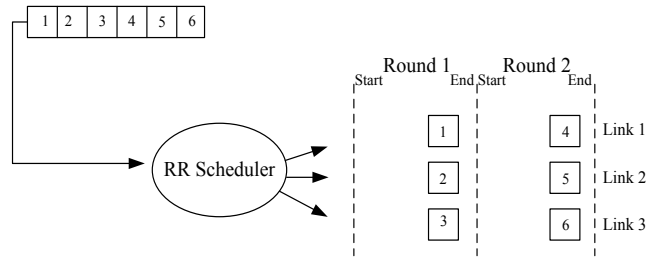 1 2 3 4 5 6
Round 1 Round 2
Start End Start End
1 4 Link 1
RR Scheduler
2 5 Link 2
3 6 Link 3